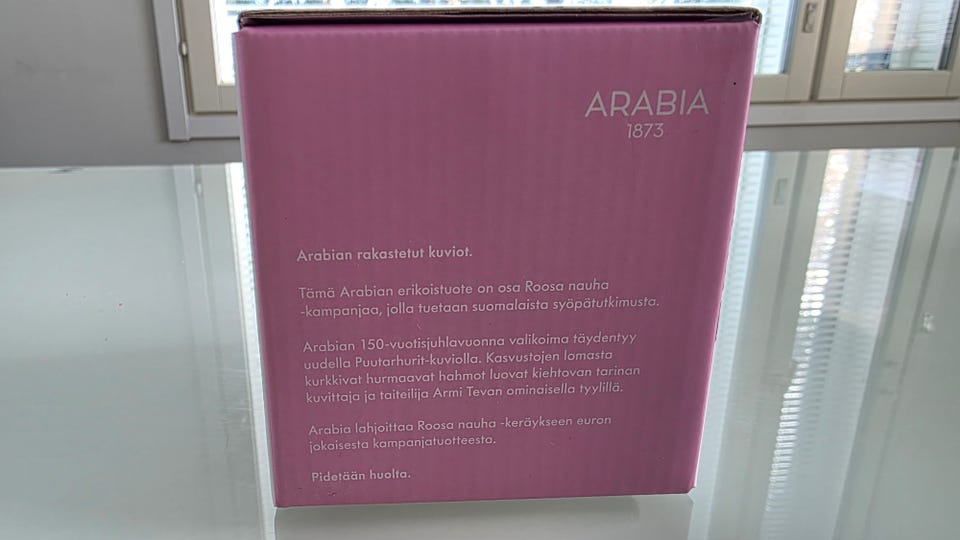 ARABIA
1873
Arabian rakastetut kuviot.
Tämä Arabian erikoistuote on osa Roosa nauha
-kampanjaa, jolla tuetaan suomalaista syöpätutkimusta.
Arabian 150-vuotisjuhlavuonna valikoima täydentyy
uudella Puutarhurit-kuviolla. Kasvustojen lomasta
kurkkivat hurmaavat hahmot luovat kiehtovan tarinan
kuvittaja ja taiteilija Armi Tevan ominaisella tyylillä.
Arabia lahjoittaa Roosa nauha -keräykseen euron
jokaisesta kampanjatuotteesta.
Pidetään huolta.